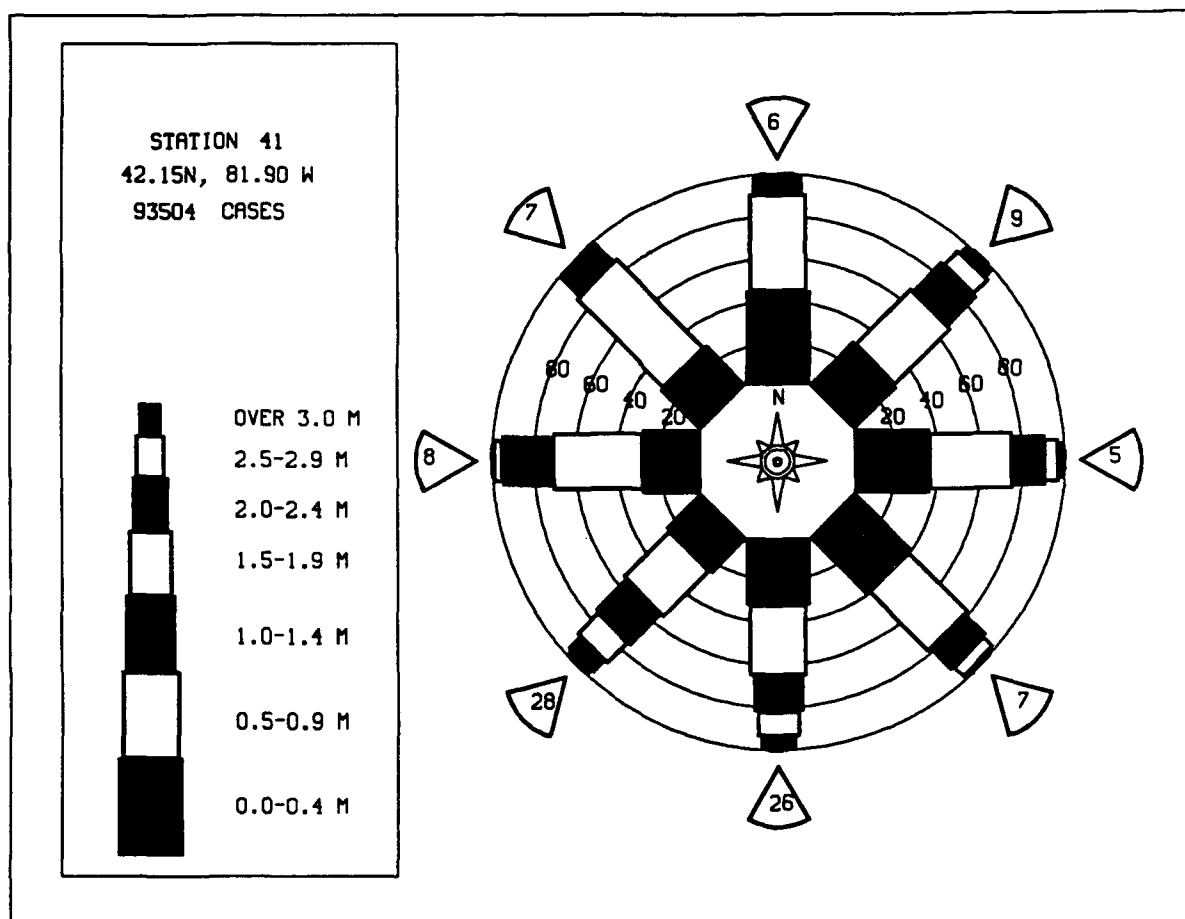 STATION 41
42.15N, 81.90 W
93504 CASES
OVER 3.0 M
2.5-2.9 M
2.0-2.4 M
1.5-1.9 M
1.0-1.4 M
0.5-0.9 M
0.0-0.4 M
6
7
9
80
60
40
20
N
20
40
60
80
8
5
28
7
26